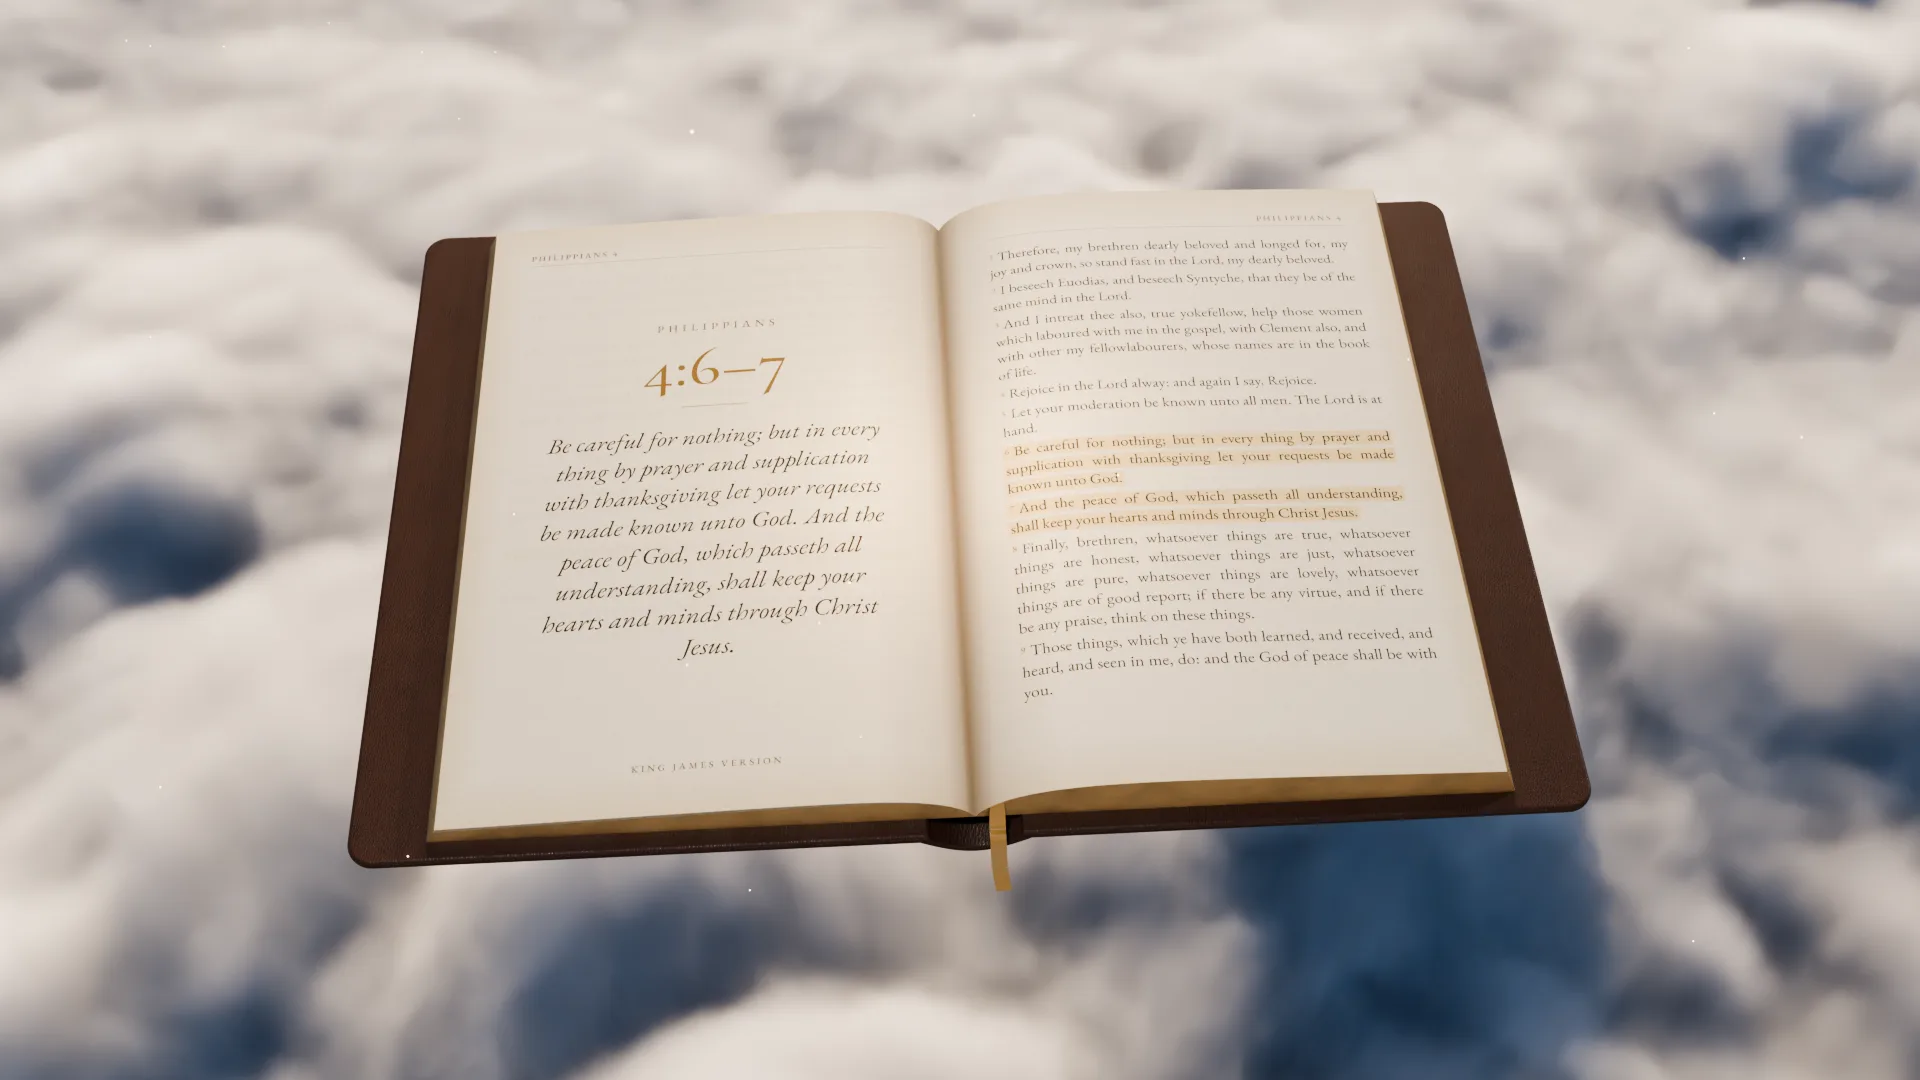 PHILIPPIANS 4
PHILIPPIANS
4:6–7
Be careful for nothing; but in every
thing by prayer and supplication
with thanksgiving let your requests
be made known unto God. And the
peace of God, which passeth all
understanding, shall keep your
hearts and minds through Christ
Jesus.
KING JAMES VERSION
PHILIPPIANS 4
Therefore, my brethren dearly beloved and longed for, my
joy and crown, so stand fast in the Lord, my dearly beloved.
I beseech Euodias, and beseech Syntyche, that they be of the
same mind in the Lord.
And I intreat thee also, true yokefellow, help those women
which laboured with me in the gospel, with Clement also, and
with other my fellowlabourers, whose names are in the book
of life.
Rejoice in the Lord alway: and again I say, Rejoice.
Let your moderation be known unto all men. The Lord is at
hand.
Be careful for nothing; but in every thing by prayer and
supplication with thanksgiving let your requests be made
known unto God.
And the peace of God, which passeth all understanding,
shall keep your hearts and minds through Christ Jesus.
Finally, brethren, whatsoever things are true, whatsoever
things are honest, whatsoever things are just, whatsoever
things are pure, whatsoever things are lovely, whatsoever
things are of good report; if there be any virtue, and if there
be any praise, think on these things.
Those things, which ye have both learned, and received, and
heard, and seen in me, do: and the God of peace shall be with
you.